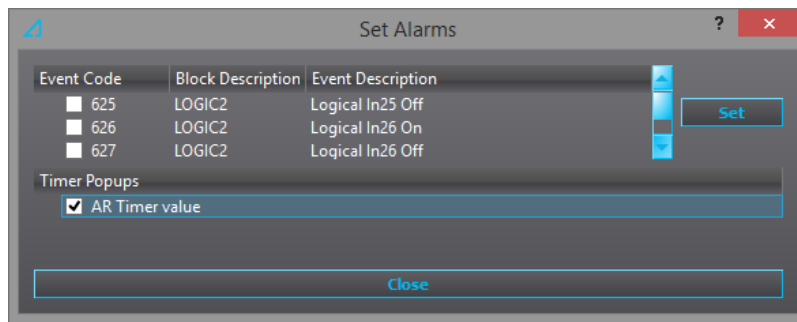 Set Alarms
?
×
Event Code Block Description Event Description
625 LOGIC2 Logical In25 Off
626 LOGIC2 Logical In26 On
627 LOGIC2 Logical In26 Off
Set
Timer Popups
AR Timer value
Close